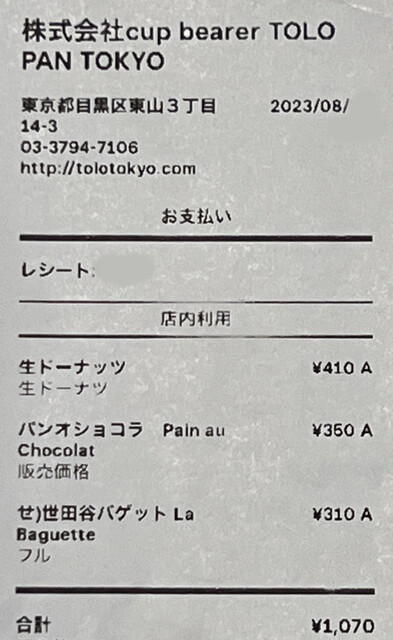 株式会社cup bearer TOLO
PAN TOKYO
東京都目黒区東山3丁目 2023/08/
14-3
03-3794-7106
http://tolotokyo.com
お支払い
レシート:
店内利用
生ドーナッツ ¥410 A
生ドーナツ
パンオショコラ Pain au ¥350 A
Chocolat
販売価格
せ)世田谷バゲット La ¥310 A
Baguette
フル
合計 ¥1,070